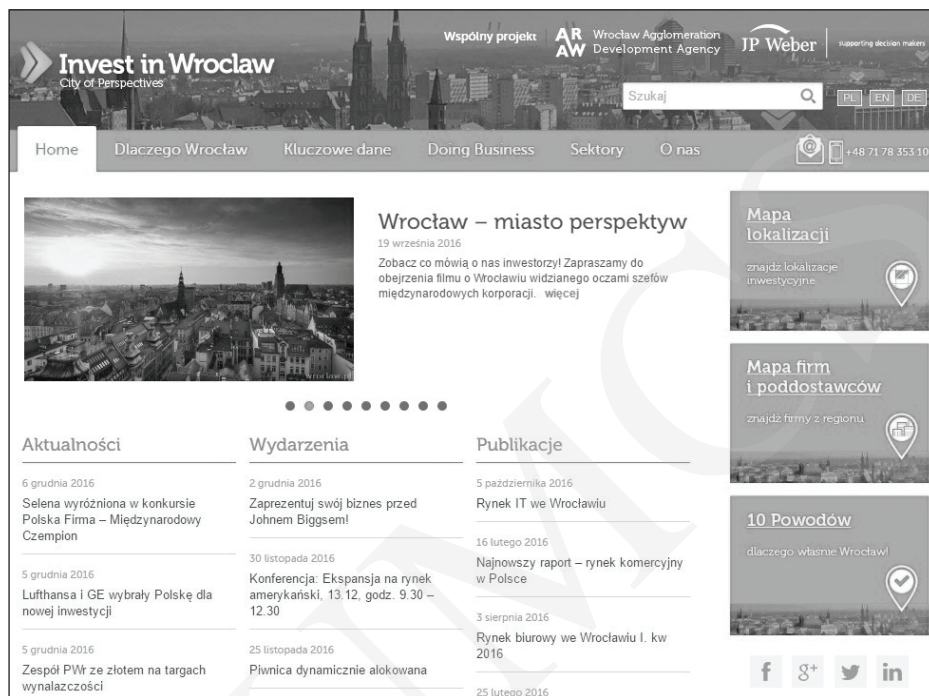 Wspólny projekt
AR
AW
Wrocław Agglomeration
Development Agency
JP Weber
supporting decision makers
Invest in Wroclaw
City of Perspectives
Szukaj
PL EN DE
Home Dlaczego Wrocław Kluczowe dane Doing Business Sektory O nas
+48 71 78 353 10
Wrocław – miasto perspektyw
19 września 2016
Zobacz co mówią o nas inwestorzy! Zapraszamy do
obejrzenia filmu o Wrocławiu widzianego oczami szefów
międzynarodowych korporacji. więcej
wroclaw.pl
Mapa
lokalizacji
znajdź lokalizacje
inwestycyjne
Mapa firm
i poddostawców
znajdź firmy z regionu
10 Powodów
dlaczego własnie Wrocław!
Aktualności
6 grudnia 2016
Selena wyróżniona w konkursie
Polska Firma – Międzynarodowy
Czempion
5 grudnia 2016
Lufthansa i GE wybrały Polskę dla
nowej inwestycji
5 grudnia 2016
Zespół PWr ze złotem na targach
wynalazczości
Wydarzenia
2 grudnia 2016
Zaprezentuj swój biznes przed
Johnem Biggsem!
30 listopada 2016
Konferencja: Ekspansja na rynek
amerykański, 13.12, godz. 9.30 –
12.30
25 listopada 2016
Piwnica dynamicznie alokowana
Publikacje
5 października 2016
Rynek IT we Wrocławiu
16 lutego 2016
Najnowszy raport – rynek komercyjny
w Polsce
3 sierpnia 2016
Rynek biurowy we Wrocławiu I. kw
2016
25 lutego 2016
f g+ in
UMCS